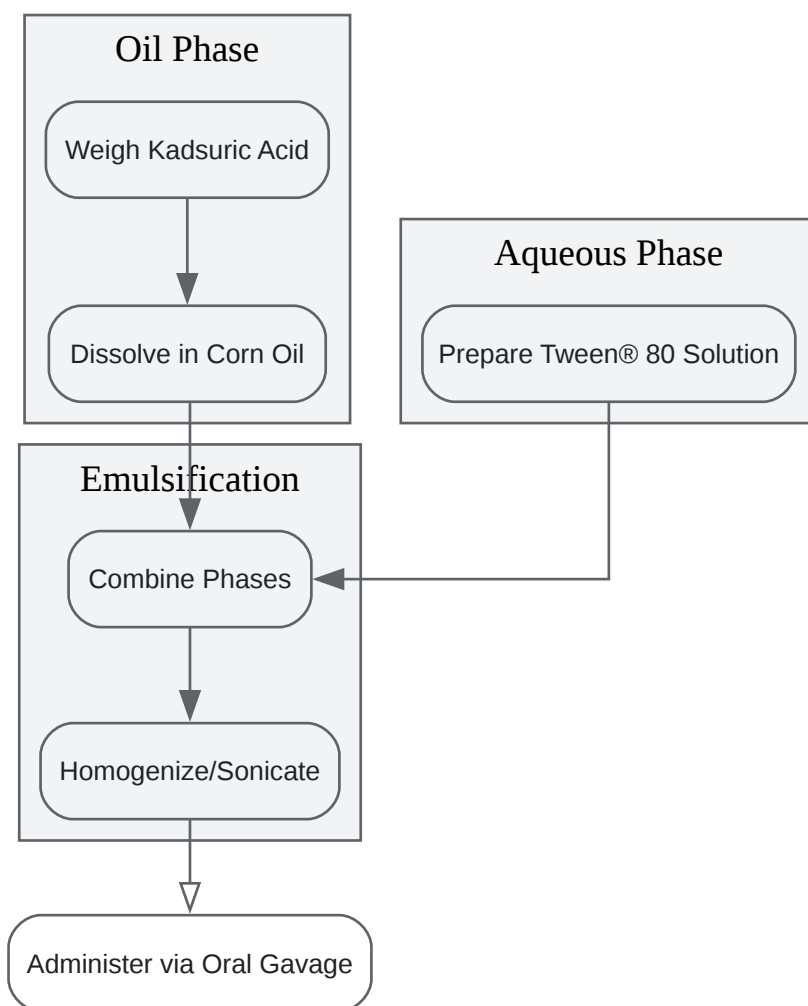 Oil Phase
Weigh Kadsuric Acid
Dissolve in Corn Oil
Aqueous Phase
Prepare Tween® 80 Solution
Emulsification
Combine Phases
Homogenize/Sonicate
Administer via Oral Gavage